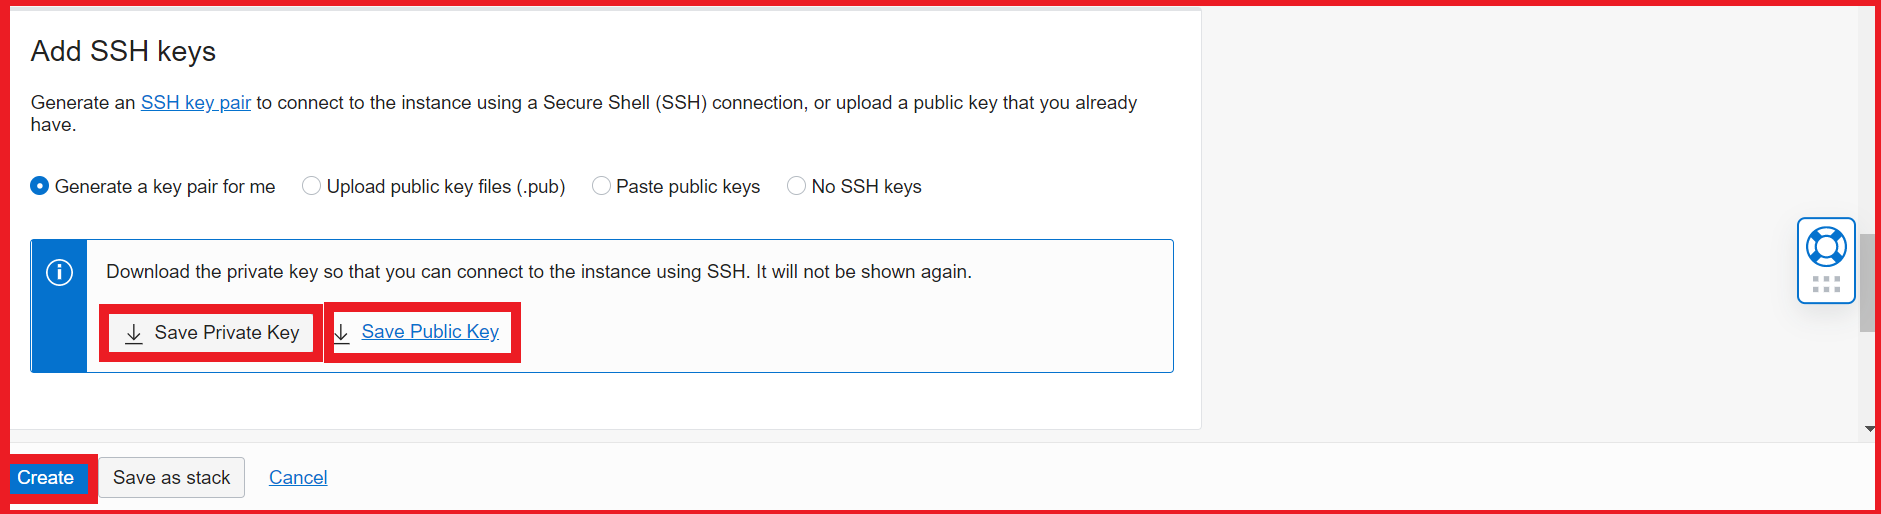 Add SSH keys
Generate an SSH key pair to connect to the instance using a Secure Shell (SSH) connection, or upload a public key that you already
have.
Generate a key pair for me Upload public key files (.pub) Paste public keys No SSH keys
Download the private key so that you can connect to the instance using SSH. It will not be shown again.
Save Private Key Save Public Key
Create Save as stack Cancel